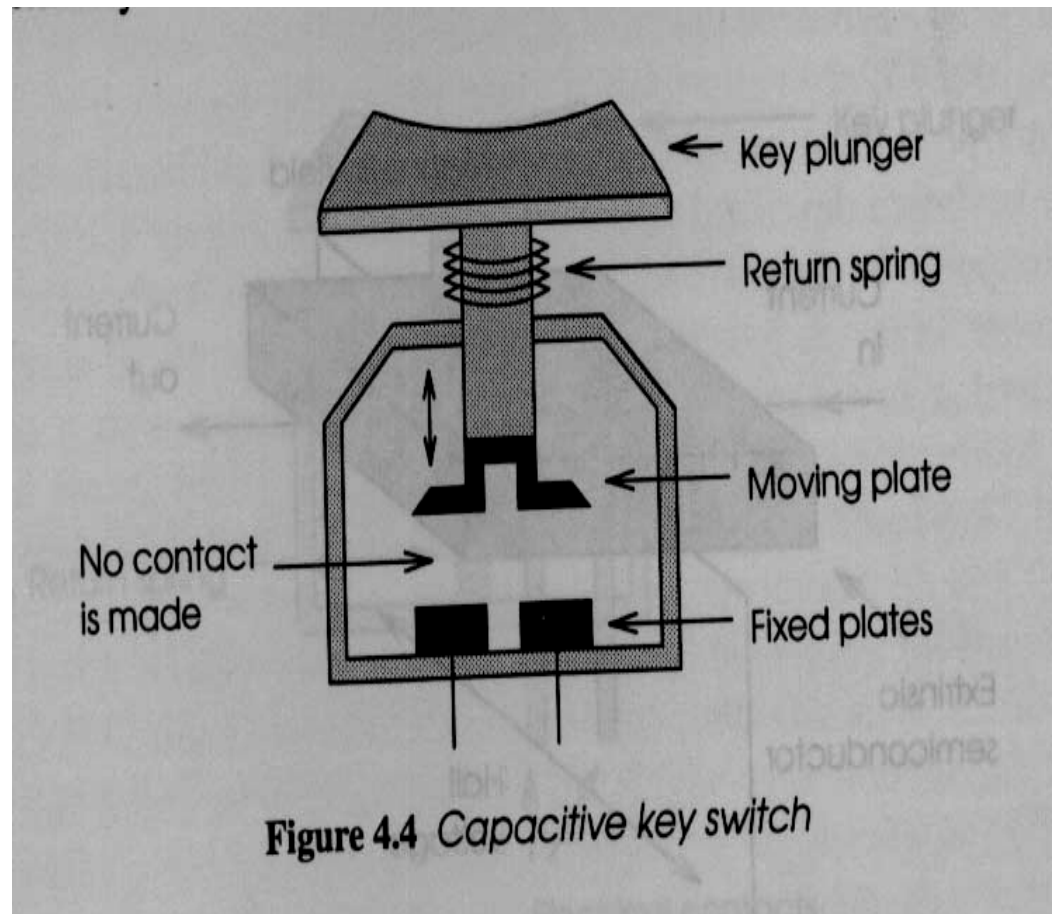 Key plunger
Return spring
Moving plate
No contact
is made
Fixed plates
Figure 4.4 Capacitive key switch